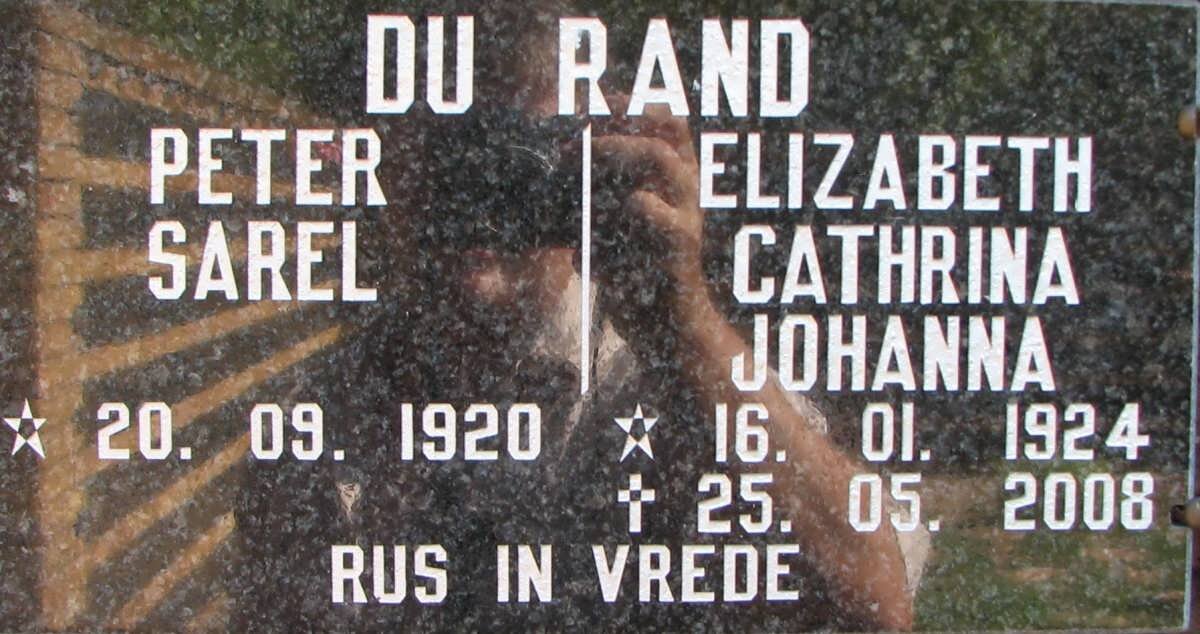 DU RAND
PETER
SAREL
ELIZABETH
CATHRINA
JOHANNA
☆ 20. 09. 1920
☆ 16. 01. 1924
✝ 25. 05. 2008
RUS IN VREDE